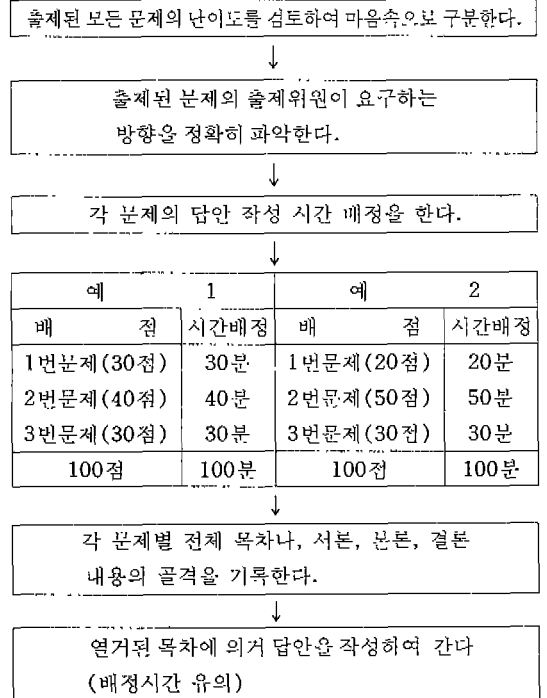 출제된 모든 문제의 난이도를 검토하여 마음속으로 구분한다.
↓
출제된 문제의 출제위원이 요구하는
방향을 정확히 파악한다.
↓
각 문제의 답안 작성 시간 배정을 한다.
↓
예 1 예 2
배 점 시간배정 배 점 시간배정
1번문제(30점) 30분 1번문제(20점) 20분
2번문제(40점) 40분 2번문제(50점) 50분
3번문제(30점) 30분 3번문제(30점) 30분
100점 100분 100점 100분
↓
각 문제별 전체 목차나, 서론, 본론, 결론
내용의 골격을 기록한다.
↓
열거된 목차에 의거 답안을 작성하여 간다
(배정시간 유의)